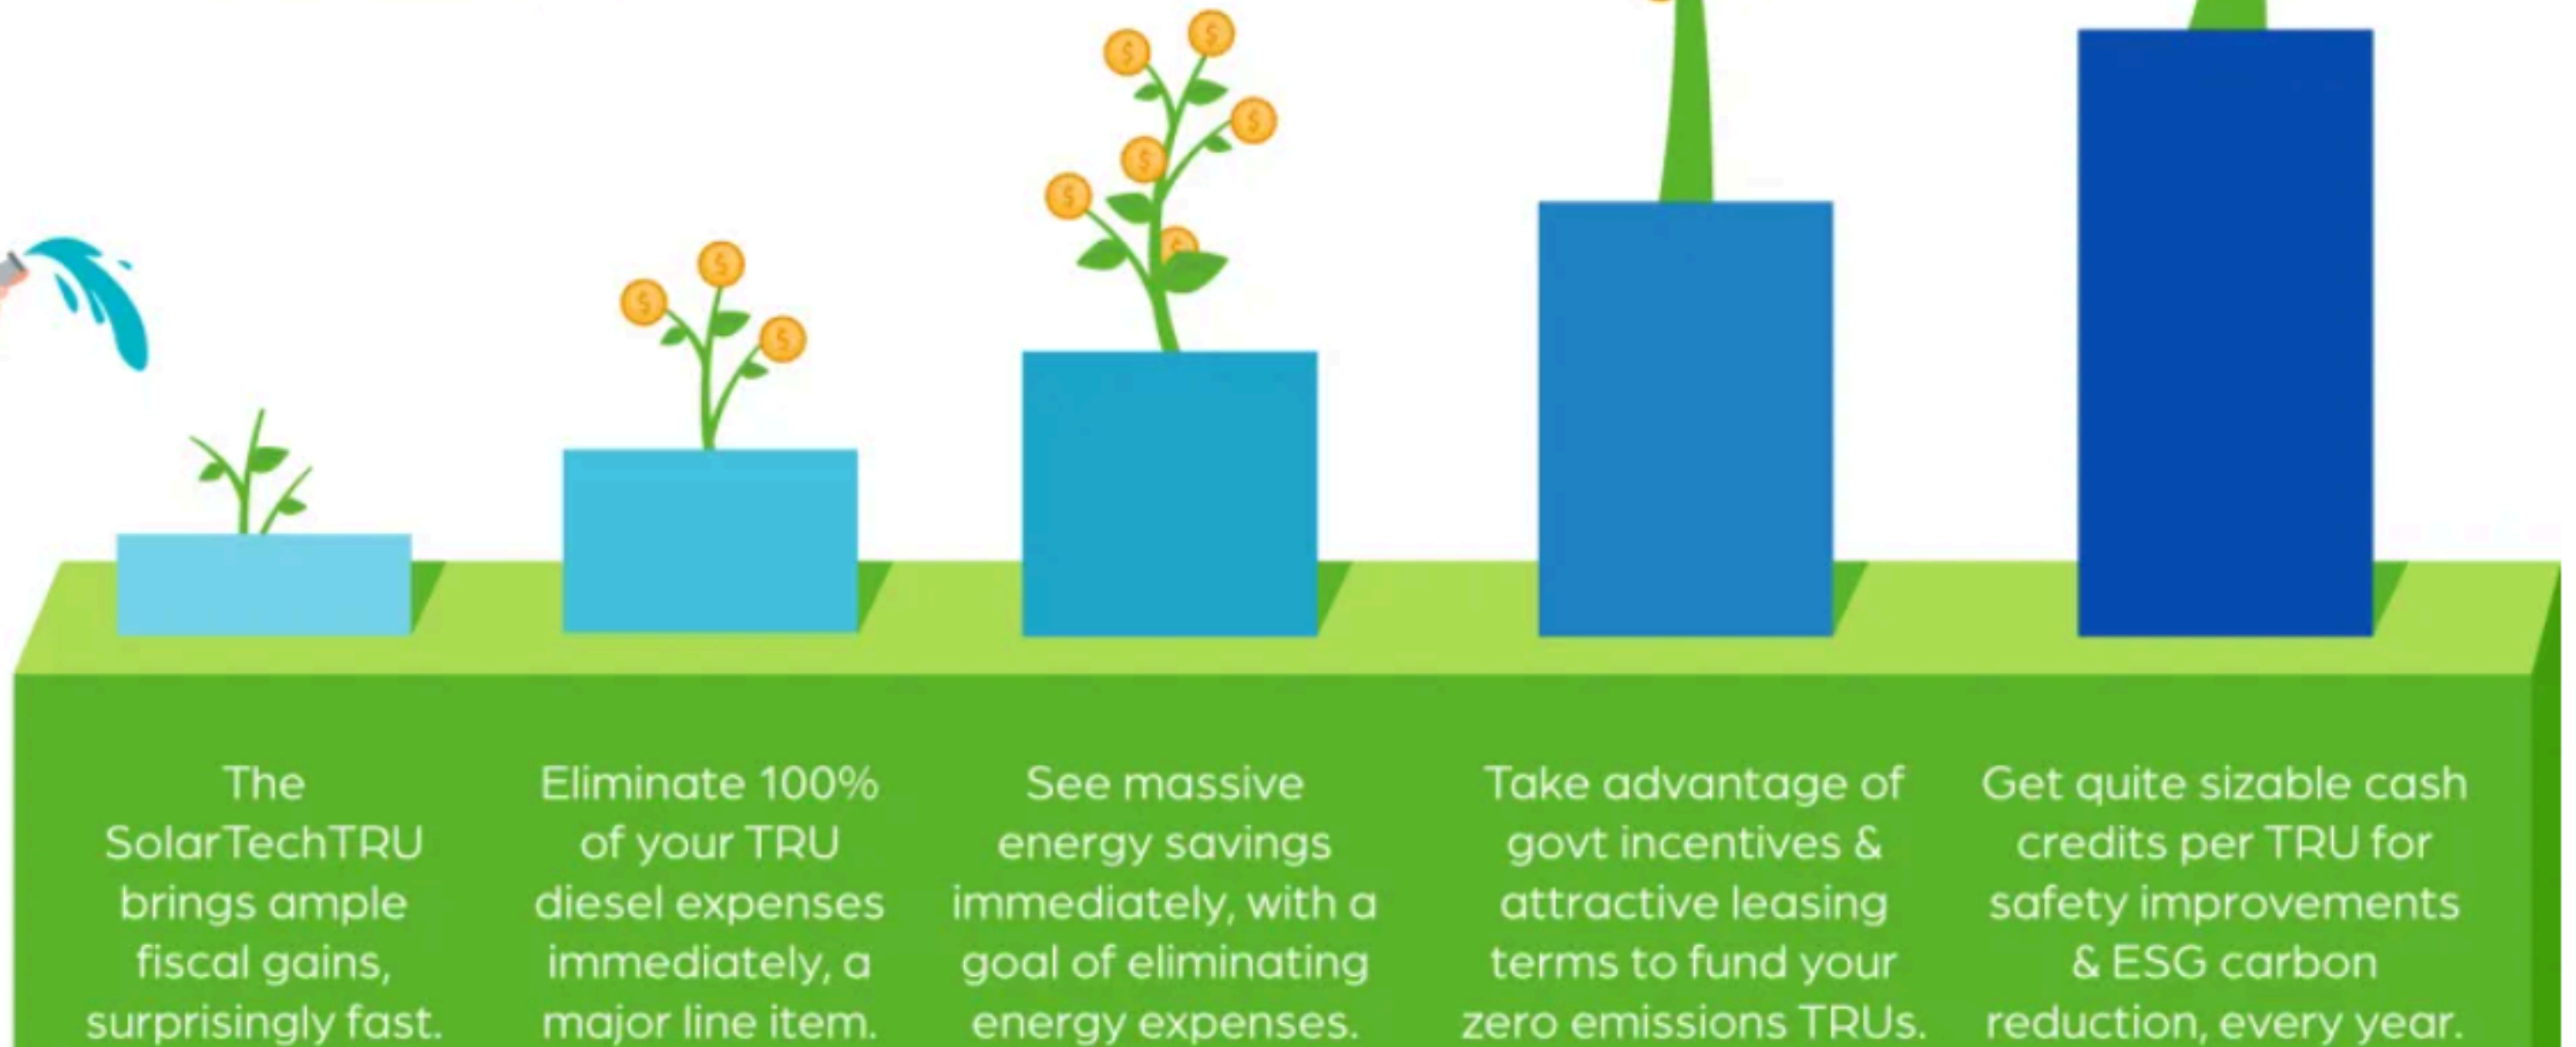 The
SolarTechTRU
brings ample
fiscal gains,
surprisingly fast.
Eliminate 100%
of your TRU
diesel expenses
immediately, a
major line item.
See massive
energy savings
immediately, with a
goal of eliminating
energy expenses.
Take advantage of
govt incentives &
attractive leasing
terms to fund your
zero emissions TRUs.
Get quite sizable cash
credits per TRU for
safety improvements
& ESG carbon
reduction, every year.